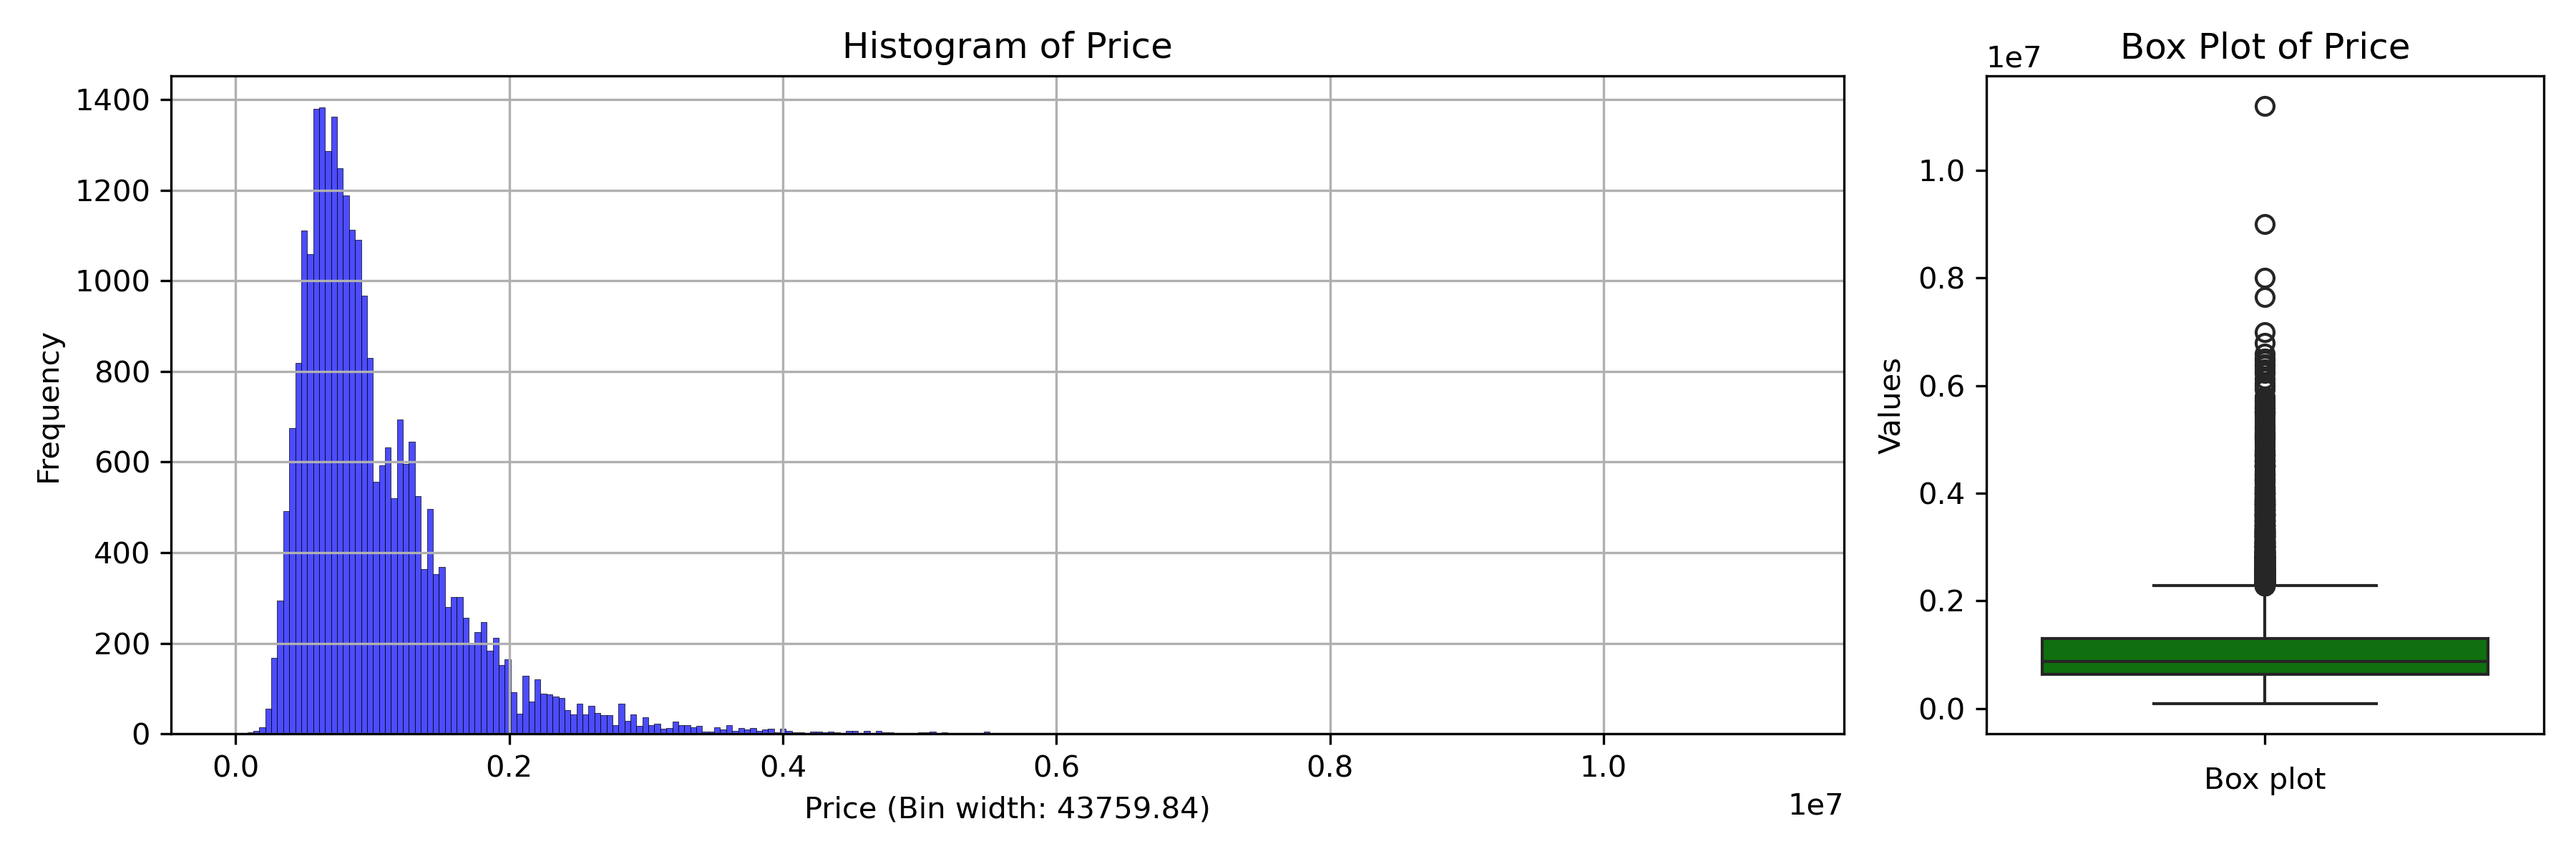 Histogram of Price
1400
1200
1000
800
600
400
200
0
Frequency
0.0 0.2 0.4 0.6 0.8 1.0
1e7
Price (Bin width: 43759.84)
Box Plot of Price
1e7
1.0
0.8
0.6
0.4
0.2
0.0
Values
Box plot